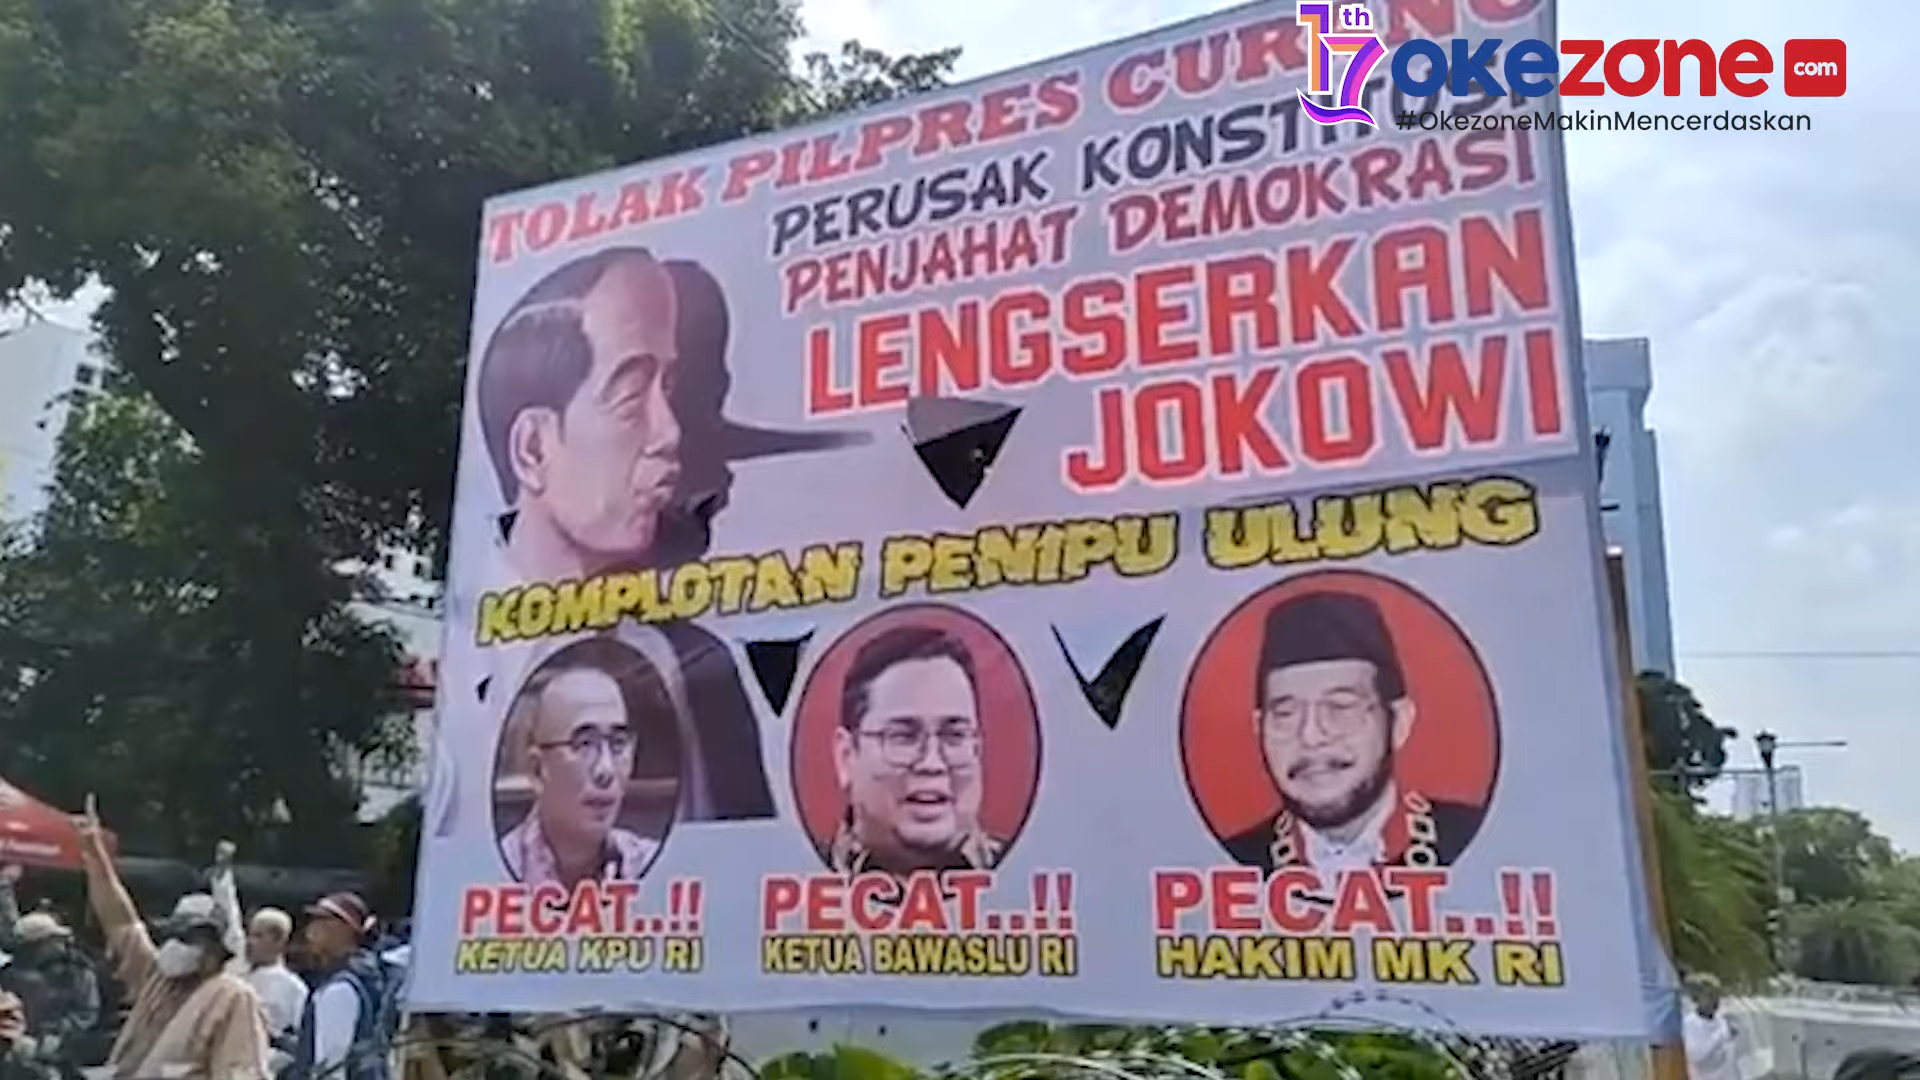 17th
okezone.com
#OkezoneMakinMencerdaskan
TOLAK PILPRES CURANG
PERUSAK KONSTITUSI
PENJAHAT DEMOKRASI
LENGSERKAN
JOKOWI
KOMPLOTAN PENIPU ULUNG
PECAT..!! PECAT..!! PECAT..!!
KETUA KPU RI KETUA BAWASLU RI HAKIM MK RI